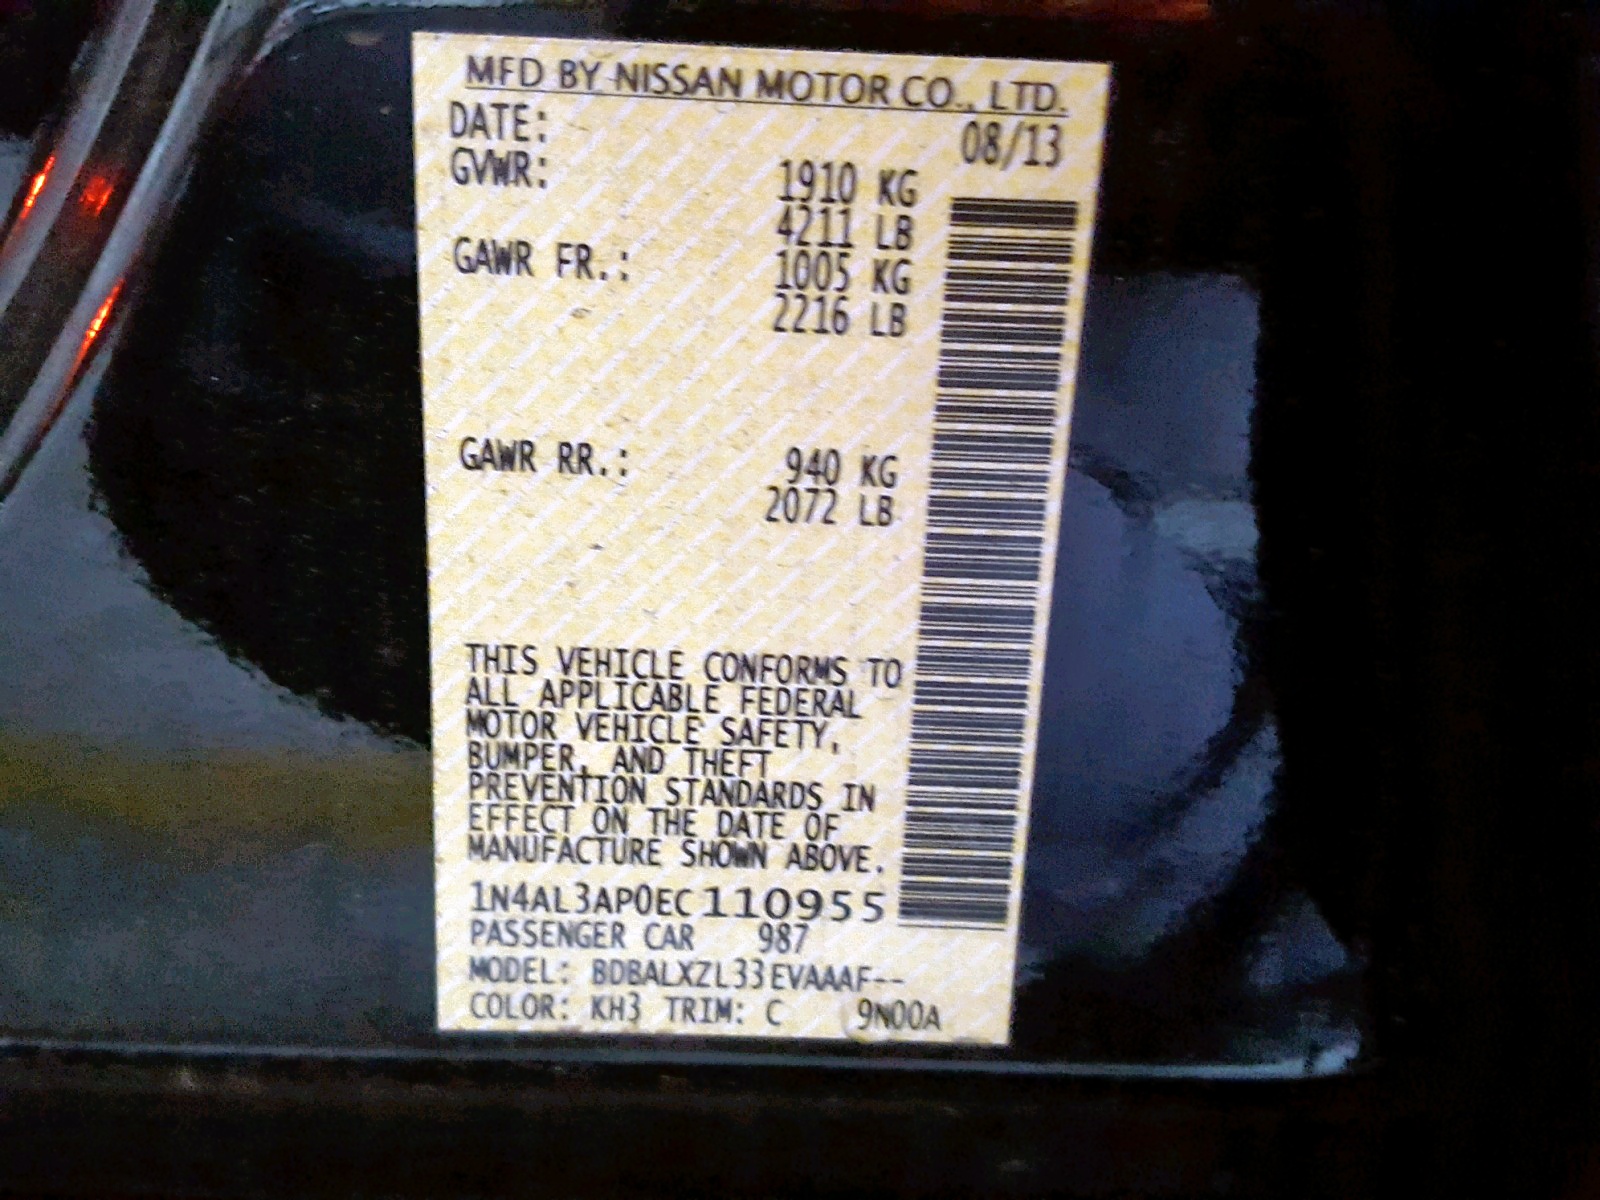 MFD BY NISSAN MOTOR CO., LTD.
DATE: 08/13
GVWR: 1910 KG
4211 LB
GAWR FR.: 1005 KG
2216 LB
GAWR RR.: 940 KG
2072 LB
THIS VEHICLE CONFORMS TO
ALL APPLICABLE FEDERAL
MOTOR VEHICLE SAFETY,
BUMPER, AND THEFT
PREVENTION STANDARDS IN
EFFECT ON THE DATE OF
MANUFACTURE SHOWN ABOVE.
1N4AL3AP0EC110955
PASSENGER CAR 987
MODEL: BDBALXZL33EVAAAF--
COLOR: KH3 TRIM: C 9N00A